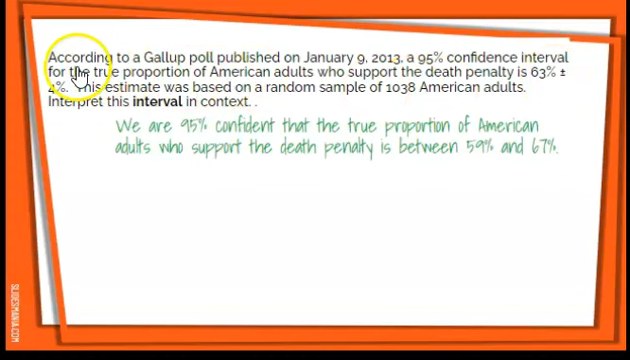 According to a Gallup poll published on January 9, 2013, a 95% confidence interval
for the true proportion of American adults who support the death penalty is 63% ±
4%. This estimate was based on a random sample of 1038 American adults.
Interpret this interval in context. .
We are 95% confident that the true proportion of American
adults who support the death penalty is between 59% and 67%.
SLIDESMANIA.COM